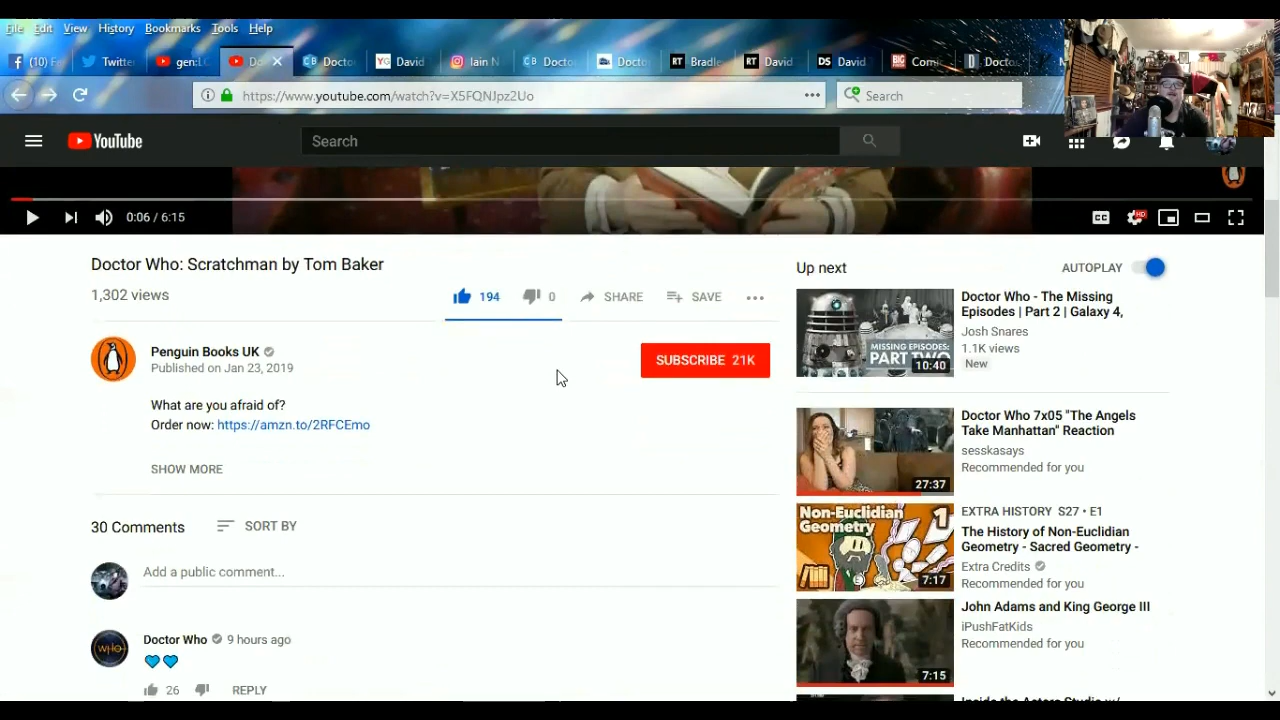 File Edit View History Bookmarks Tools Help
(10) F
Twitte
gen:L
Do
Docto
David
Iain N
Docto
Docto
Bradle
David
David
Com
Docto
https://www.youtube.com/watch?v=X5FQNJpz2Uo
Search
YouTube
Search
0:06 / 6:15
CC
HD
Doctor Who: Scratchman by Tom Baker
1,302 views
194
0
SHARE
SAVE
Penguin Books UK
Published on Jan 23, 2019
SUBSCRIBE 21K
What are you afraid of?
Order now: https://amzn.to/2RFCEmo
SHOW MORE
30 Comments
SORT BY
Add a public comment...
Doctor Who 9 hours ago
26
REPLY
Up next
AUTOPLAY
MISSING EPISODES:
PART TWO
10:40
Doctor Who - The Missing
Episodes | Part 2 | Galaxy 4,
Josh Snares
1.1K views
New
27:37
Doctor Who 7x05 "The Angels
Take Manhattan" Reaction
sesskasays
Recommended for you
Non-Euclidian
Geometry
1
7:17
EXTRA HISTORY S27 • E1
The History of Non-Euclidian
Geometry - Sacred Geometry -
Extra Credits
Recommended for you
7:15
John Adams and King George III
iPushFatKids
Recommended for you